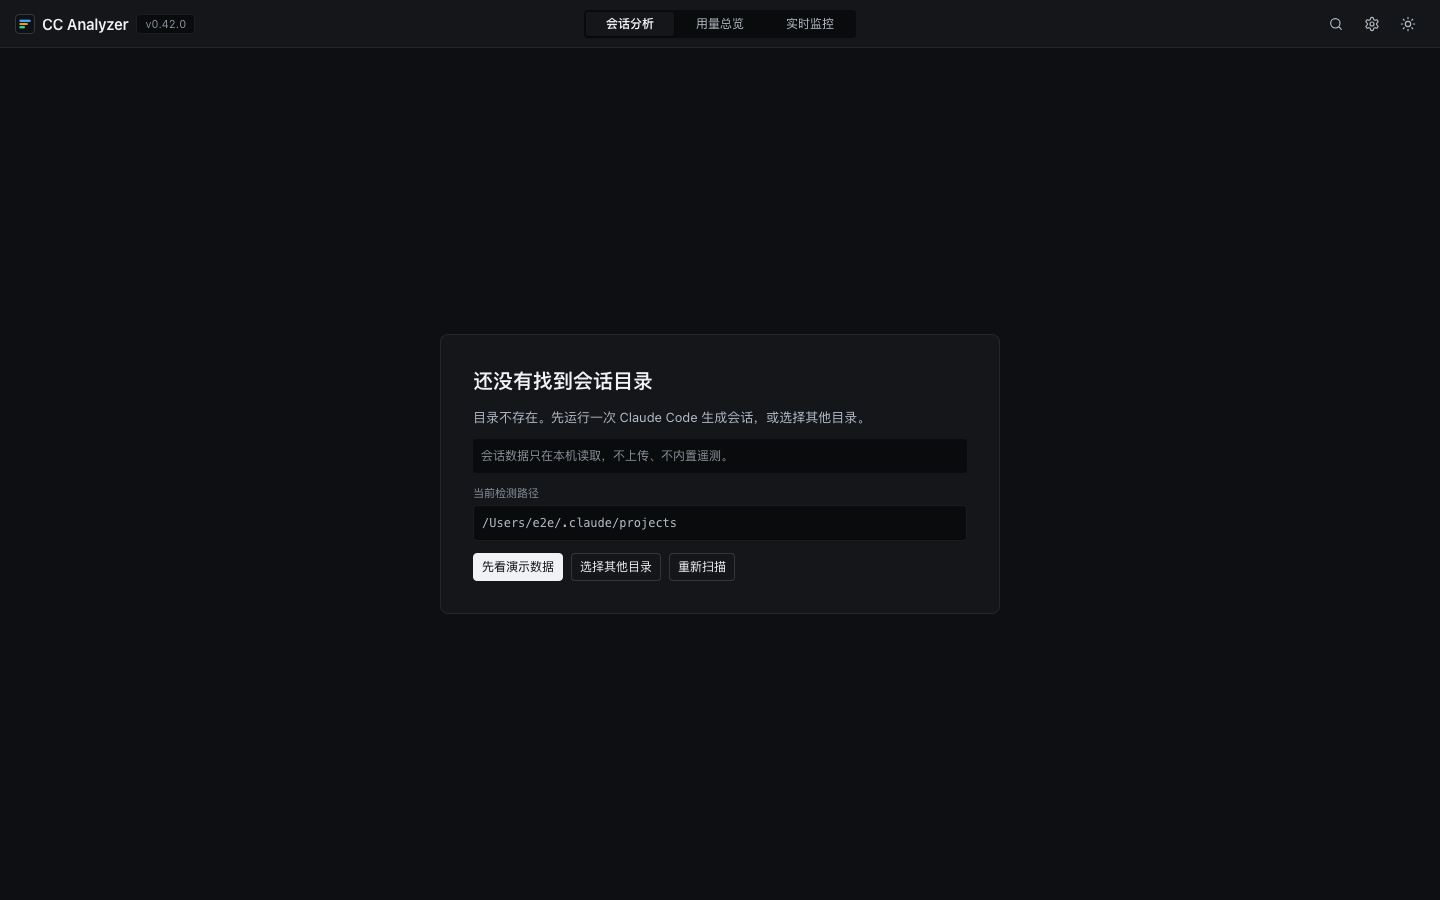 CC Analyzer v0.42.0
会话分析 用量总览 实时监控
还没有找到会话目录
目录不存在。先运行一次 Claude Code 生成会话，或选择其他目录。
会话数据只在本机读取，不上传、不内置遥测。
当前检测路径
/Users/e2e/.claude/projects
先看演示数据 选择其他目录 重新扫描